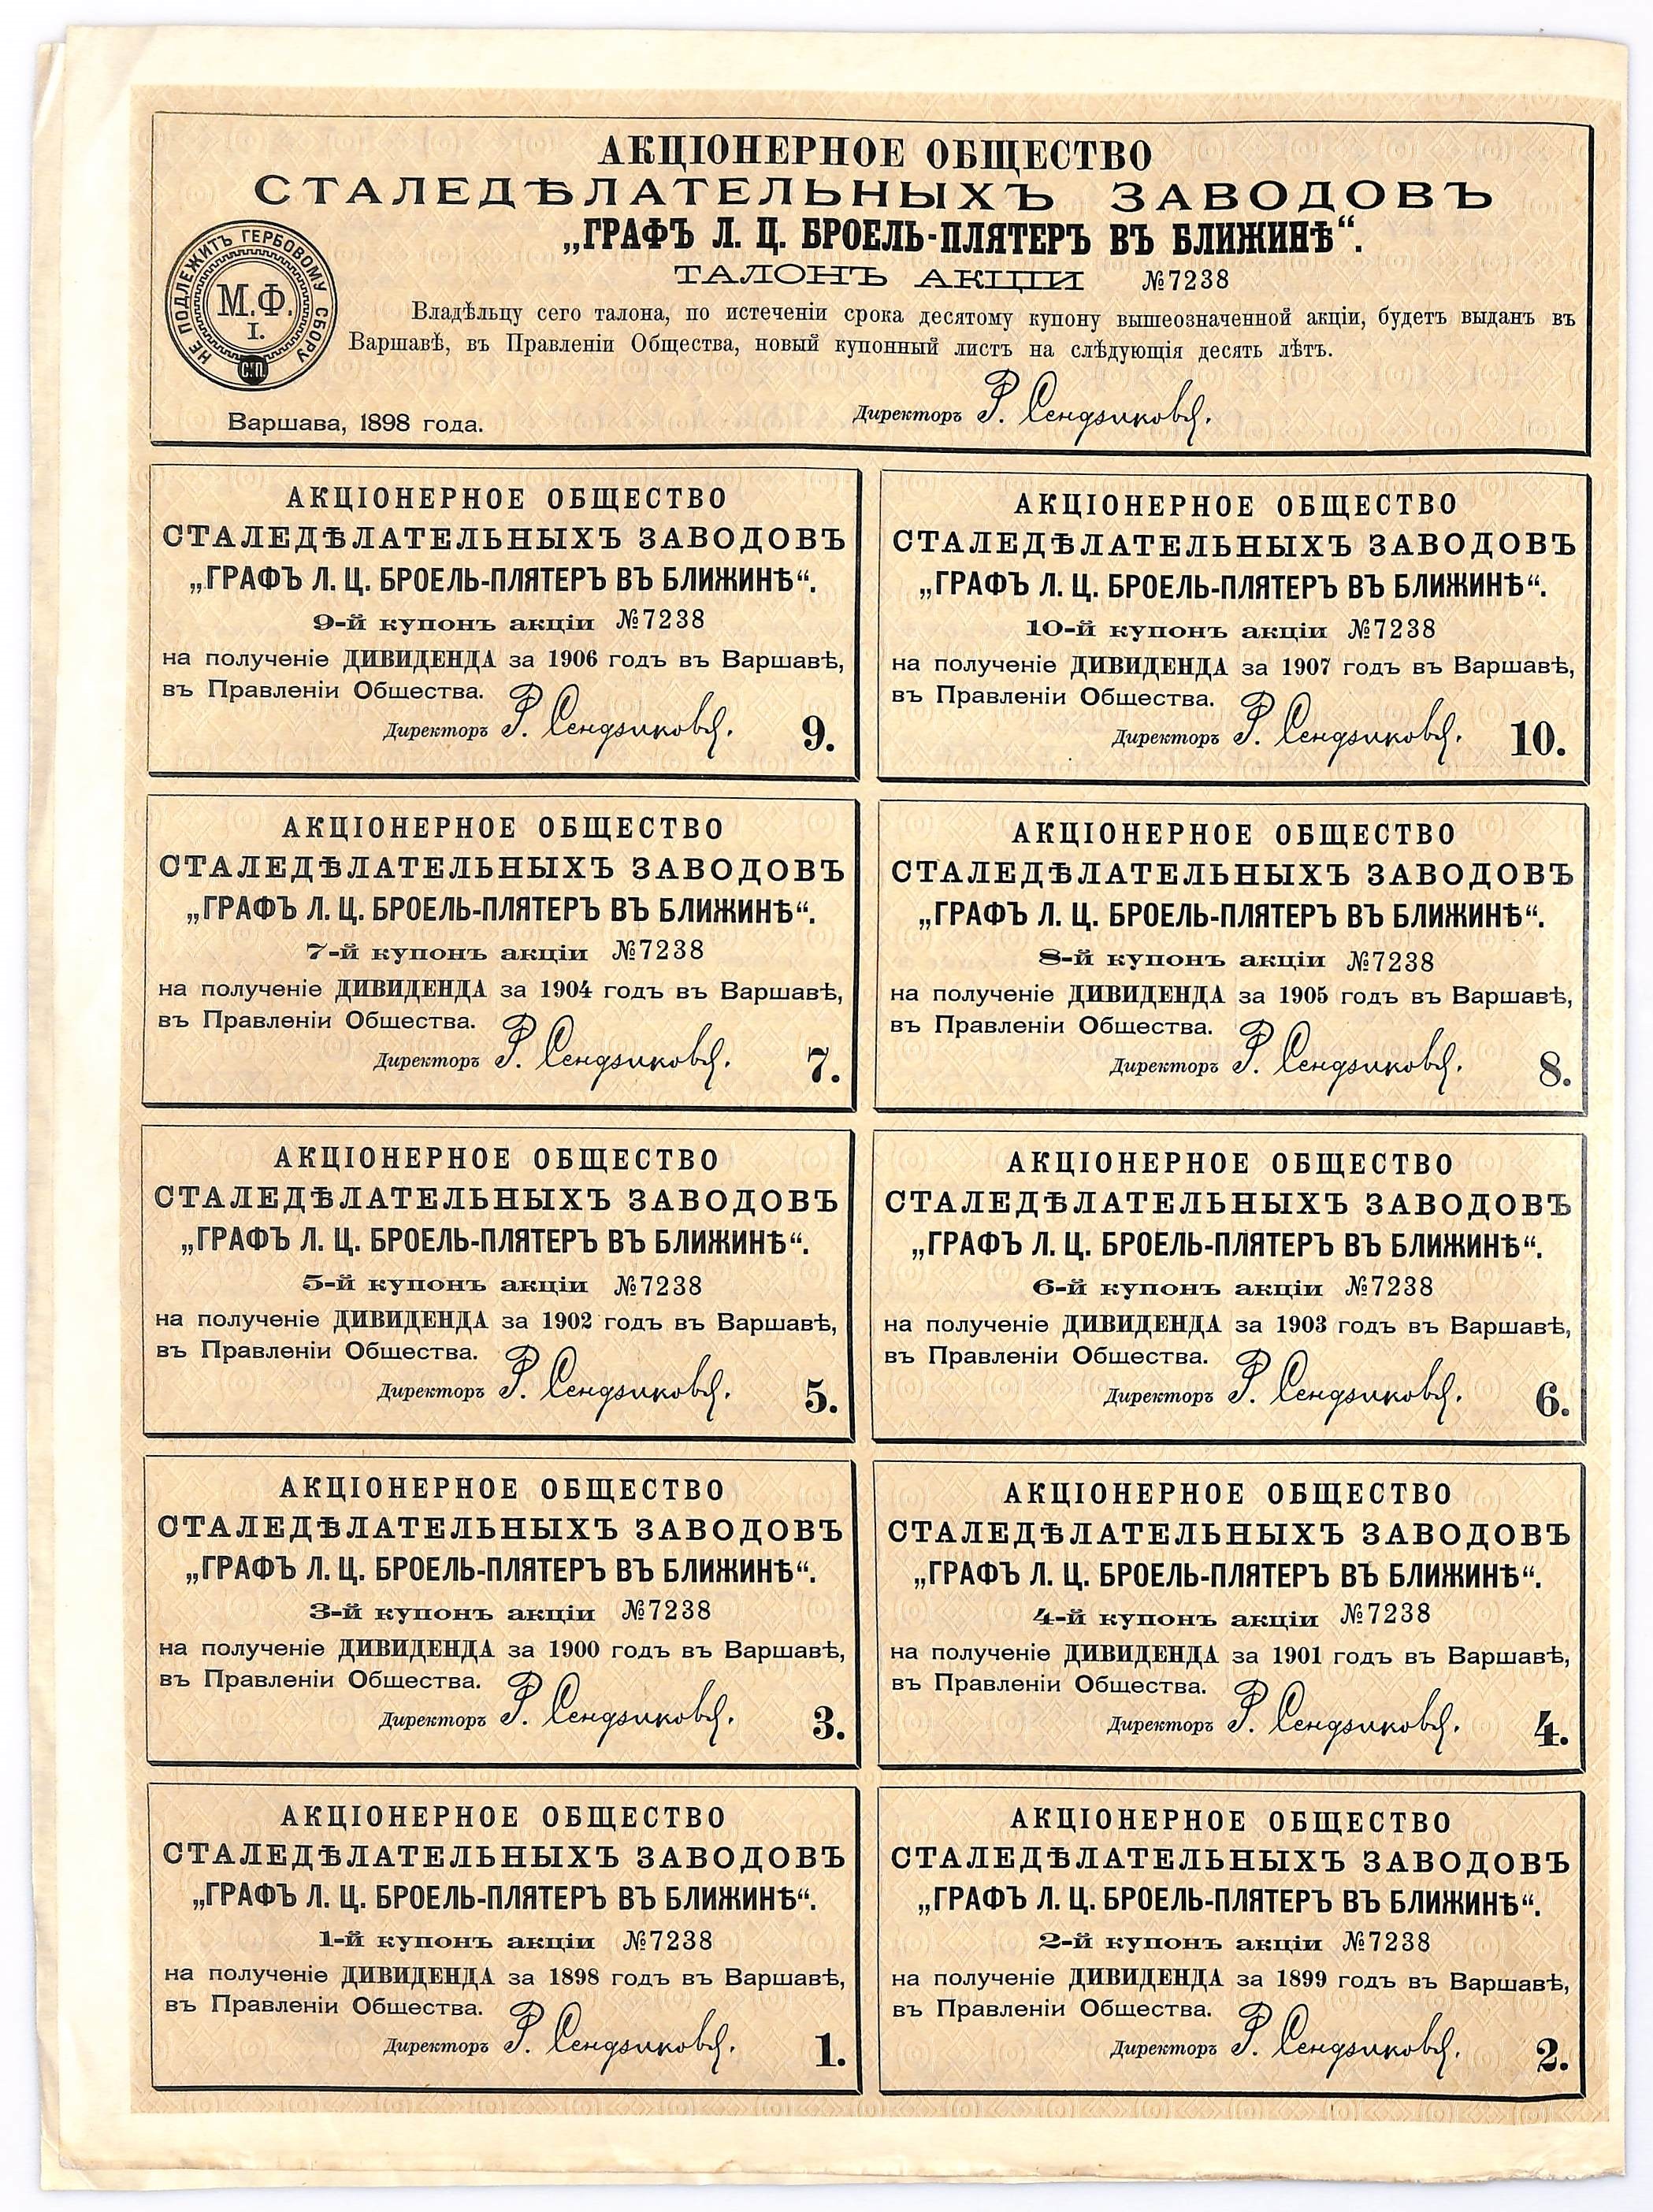 АКЦІОНЕРНОЕ ОБЩЕСТВО
СТАЛЕДѢЛАТЕЛЬНЫХЪ ЗАВОДОВЪ
„ГРАФЪ Л. Ц. БРОЕЛЬ-ПЛЯТЕРЪ ВЪ БЛИЖИНѢ“.
ТАЛОНЪ АКЦІИ №7238
НЕ ПОДЛЕЖИТЪ ГЕРБОВОМУ СБОРУ
М.Ф.
I.
С.П.
Владѣльцу сего талона, по истеченіи срока десятому купону вышеозначенной акціи, будетъ выданъ въ
Варшавѣ, въ Правленіи Общества, новый купонный листъ на слѣдующія десять лѣтъ.
Директоръ Р. Сендзиковъ.
Варшава, 1898 года.
АКЦІОНЕРНОЕ ОБЩЕСТВО
СТАЛЕДѢЛАТЕЛЬНЫХЪ ЗАВОДОВЪ
„ГРАФЪ Л. Ц. БРОЕЛЬ-ПЛЯТЕРЪ ВЪ БЛИЖИНѢ“.
9-й купонъ акціи №7238
на полученіе ДИВИДЕНДА за 1906 годъ въ Варшавѣ,
въ Правленіи Общества.
Директоръ Р. Сендзиковъ. 9.
АКЦІОНЕРНОЕ ОБЩЕСТВО
СТАЛЕДѢЛАТЕЛЬНЫХЪ ЗАВОДОВЪ
„ГРАФЪ Л. Ц. БРОЕЛЬ-ПЛЯТЕРЪ ВЪ БЛИЖИНѢ“.
10-й купонъ акціи №7238
на полученіе ДИВИДЕНДА за 1907 годъ въ Варшавѣ,
въ Правленіи Общества.
Директоръ Р. Сендзиковъ. 10.
АКЦІОНЕРНОЕ ОБЩЕСТВО
СТАЛЕДѢЛАТЕЛЬНЫХЪ ЗАВОДОВЪ
„ГРАФЪ Л. Ц. БРОЕЛЬ-ПЛЯТЕРЪ ВЪ БЛИЖИНѢ“.
7-й купонъ акціи №7238
на полученіе ДИВИДЕНДА за 1904 годъ въ Варшавѣ,
въ Правленіи Общества.
Директоръ Р. Сендзиковъ. 7.
АКЦІОНЕРНОЕ ОБЩЕСТВО
СТАЛЕДѢЛАТЕЛЬНЫХЪ ЗАВОДОВЪ
„ГРАФЪ Л. Ц. БРОЕЛЬ-ПЛЯТЕРЪ ВЪ БЛИЖИНѢ“.
8-й купонъ акціи №7238
на полученіе ДИВИДЕНДА за 1905 годъ въ Варшавѣ,
въ Правленіи Общества.
Директоръ Р. Сендзиковъ. 8.
АКЦІОНЕРНОЕ ОБЩЕСТВО
СТАЛЕДѢЛАТЕЛЬНЫХЪ ЗАВОДОВЪ
„ГРАФЪ Л. Ц. БРОЕЛЬ-ПЛЯТЕРЪ ВЪ БЛИЖИНѢ“.
5-й купонъ акціи №7238
на полученіе ДИВИДЕНДА за 1902 годъ въ Варшавѣ,
въ Правленіи Общества.
Директоръ Р. Сендзиковъ. 5.
АКЦІОНЕРНОЕ ОБЩЕСТВО
СТАЛЕДѢЛАТЕЛЬНЫХЪ ЗАВОДОВЪ
„ГРАФЪ Л. Ц. БРОЕЛЬ-ПЛЯТЕРЪ ВЪ БЛИЖИНѢ“.
6-й купонъ акціи №7238
на полученіе ДИВИДЕНДА за 1903 годъ въ Варшавѣ,
въ Правленіи Общества.
Директоръ Р. Сендзиковъ. 6.
АКЦІОНЕРНОЕ ОБЩЕСТВО
СТАЛЕДѢЛАТЕЛЬНЫХЪ ЗАВОДОВЪ
„ГРАФЪ Л. Ц. БРОЕЛЬ-ПЛЯТЕРЪ ВЪ БЛИЖИНѢ“.
3-й купонъ акціи №7238
на полученіе ДИВИДЕНДА за 1900 годъ въ Варшавѣ,
въ Правленіи Общества.
Директоръ Р. Сендзиковъ. 3.
АКЦІОНЕРНОЕ ОБЩЕСТВО
СТАЛЕДѢЛАТЕЛЬНЫХЪ ЗАВОДОВЪ
„ГРАФЪ Л. Ц. БРОЕЛЬ-ПЛЯТЕРЪ ВЪ БЛИЖИНѢ“.
4-й купонъ акціи №7238
на полученіе ДИВИДЕНДА за 1901 годъ въ Варшавѣ,
въ Правленіи Общества.
Директоръ Р. Сендзиковъ. 4.
АКЦІОНЕРНОЕ ОБЩЕСТВО
СТАЛЕДѢЛАТЕЛЬНЫХЪ ЗАВОДОВЪ
„ГРАФЪ Л. Ц. БРОЕЛЬ-ПЛЯТЕРЪ ВЪ БЛИЖИНѢ“.
1-й купонъ акціи №7238
на полученіе ДИВИДЕНДА за 1898 годъ въ Варшавѣ,
въ Правленіи Общества.
Директоръ Р. Сендзиковъ. 1.
АКЦІОНЕРНОЕ ОБЩЕСТВО
СТАЛЕДѢЛАТЕЛЬНЫХЪ ЗАВОДОВЪ
„ГРАФЪ Л. Ц. БРОЕЛЬ-ПЛЯТЕРЪ ВЪ БЛИЖИНѢ“.
2-й купонъ акціи №7238
на полученіе ДИВИДЕНДА за 1899 годъ въ Варшавѣ,
въ Правленіи Общества.
Директоръ Р. Сендзиковъ. 2.